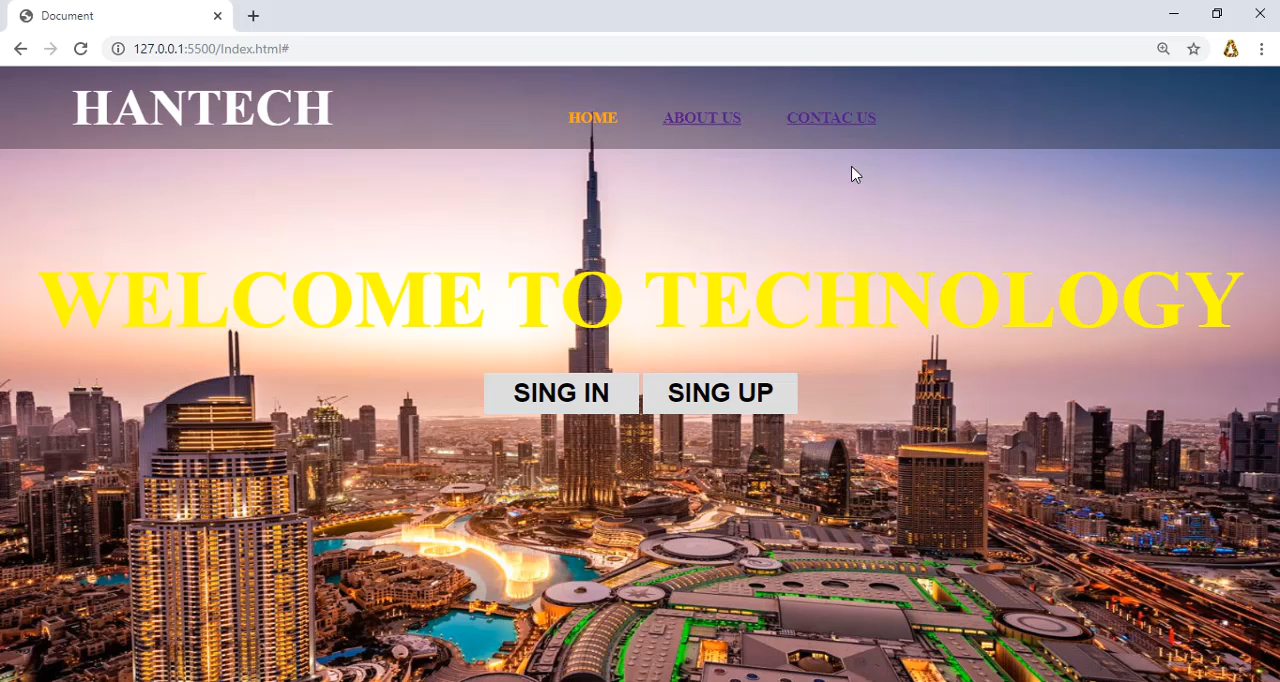 Document
127.0.0.1:5500/Index.html#
HANTECH
HOME ABOUT US CONTAC US
WELCOME TO TECHNOLOGY
SING IN SING UP